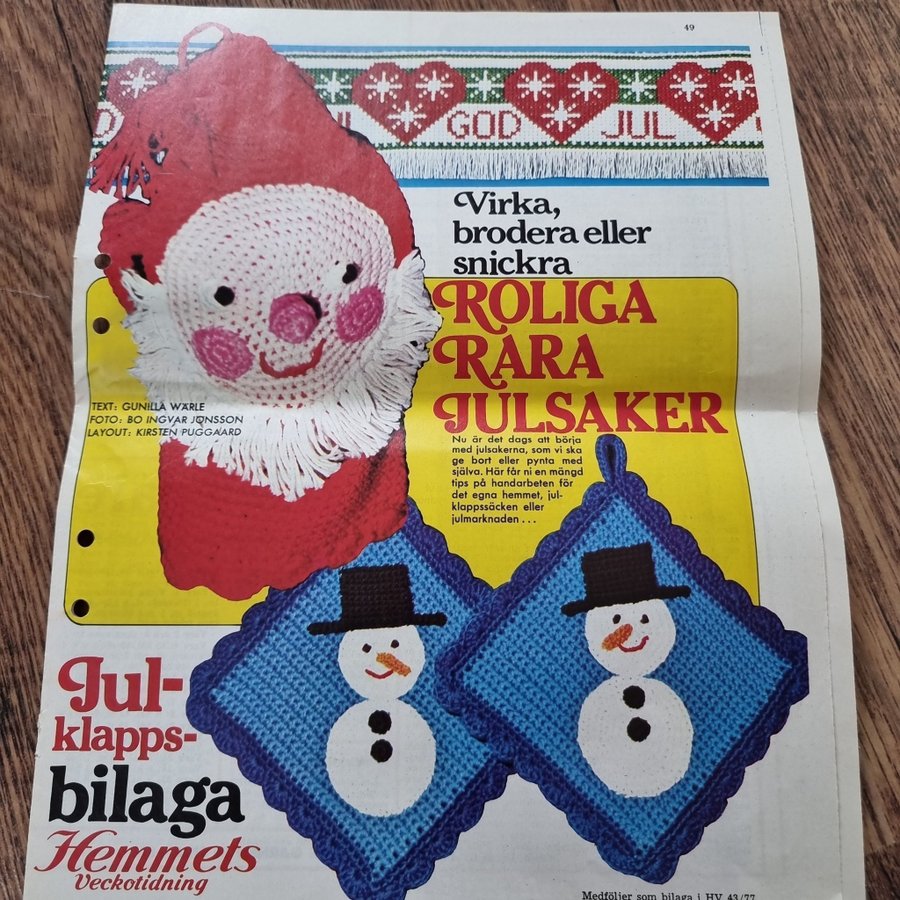 49
D
JUL
GOD
JUL
Virka,
brodera eller
snickra
ROLIGA
RARA
JULSAKER
TEXT: GUNILLA WÄRLE
FOTO: BO INGVAR JÖNSSON
LAYOUT: KIRSTEN PUGGAARD
Nu är det dags att börja
med julsakerna, som vi ska
ge bort eller pynta med
själva. Här får ni en mängd
tips på handarbeten för
det egna hemmet, jul-
klappssäcken eller
julmarknaden . . .
Jul-
klapps-
bilaga
Hemmets
Veckotidning
Medföljer som bilaga i HV 43/77